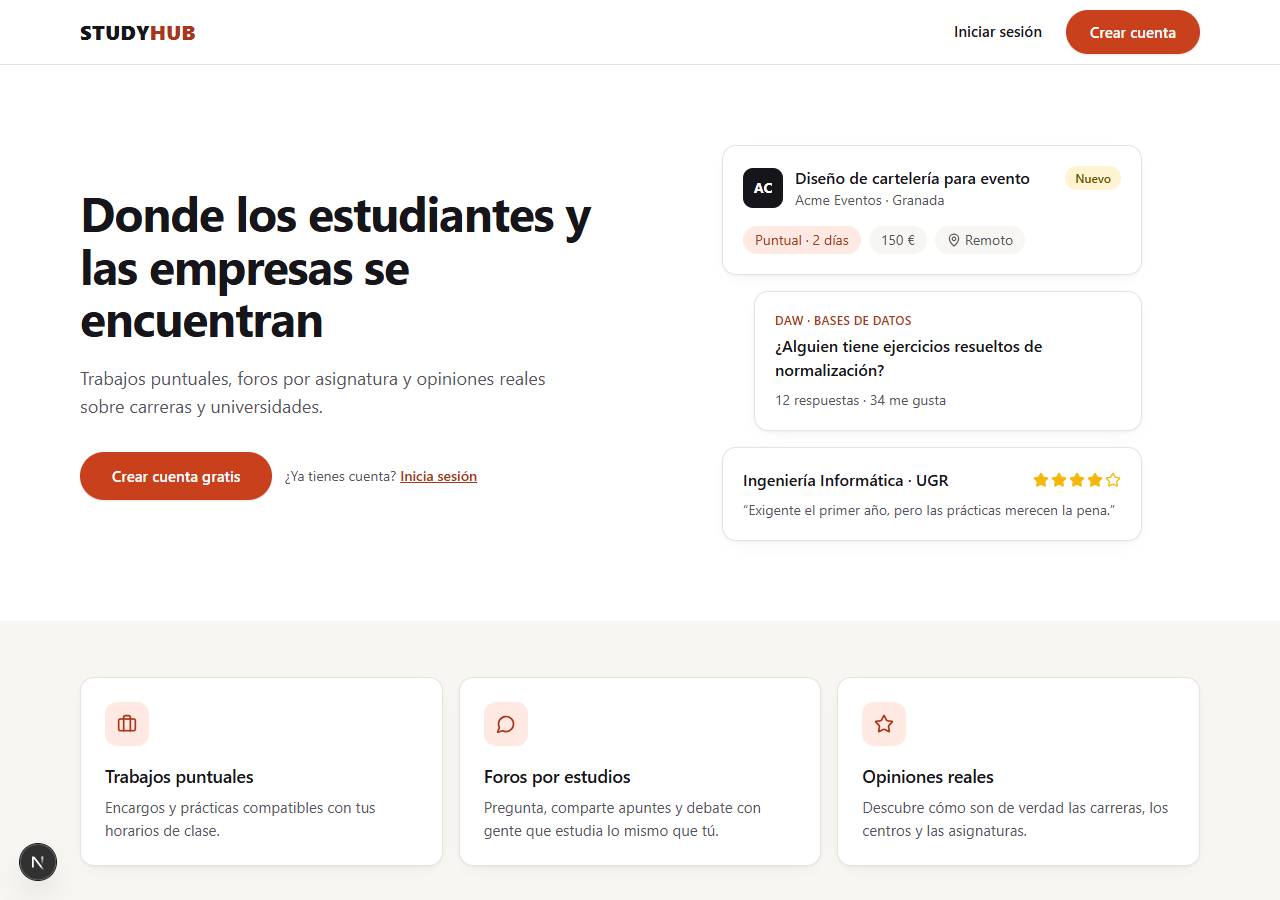 STUDYHUB
Iniciar sesión
Crear cuenta
Donde los estudiantes y
las empresas se
encuentran
Trabajos puntuales, foros por asignatura y opiniones reales
sobre carreras y universidades.
Crear cuenta gratis
¿Ya tienes cuenta? Inicia sesión
AC
Diseño de cartelería para evento
Nuevo
Acme Eventos · Granada
Puntual · 2 días
150 €
Remoto
DAW · BASES DE DATOS
¿Alguien tiene ejercicios resueltos de
normalización?
12 respuestas · 34 me gusta
Ingeniería Informática · UGR
“Exigente el primer año, pero las prácticas merecen la pena.”
Trabajos puntuales
Encargos y prácticas compatibles con tus
horarios de clase.
Foros por estudios
Pregunta, comparte apuntes y debate con
gente que estudia lo mismo que tú.
Opiniones reales
Descubre cómo son de verdad las carreras, los
centros y las asignaturas.
N